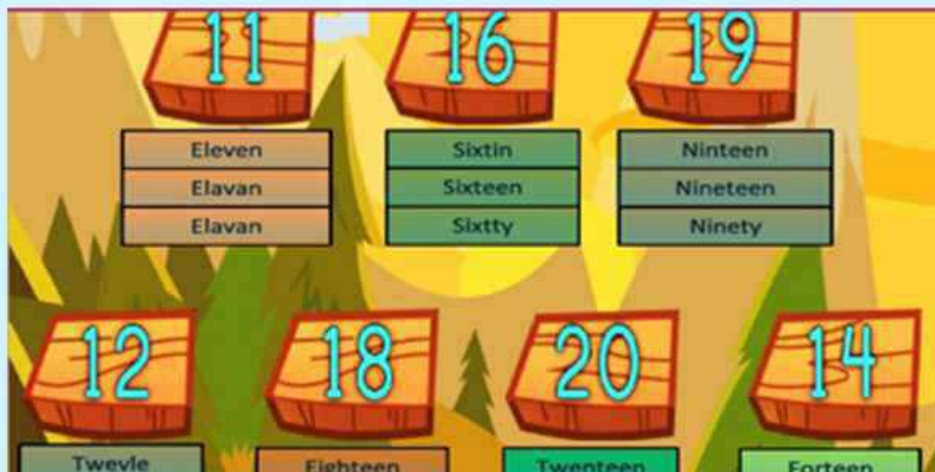 11 16 19
Eleven Sixtin Ninteen
Elavan Sixteen Nineteen
Elavan Sixtty Ninety
12 18 20 14
Twevle Eighteen Twenteen Forteen